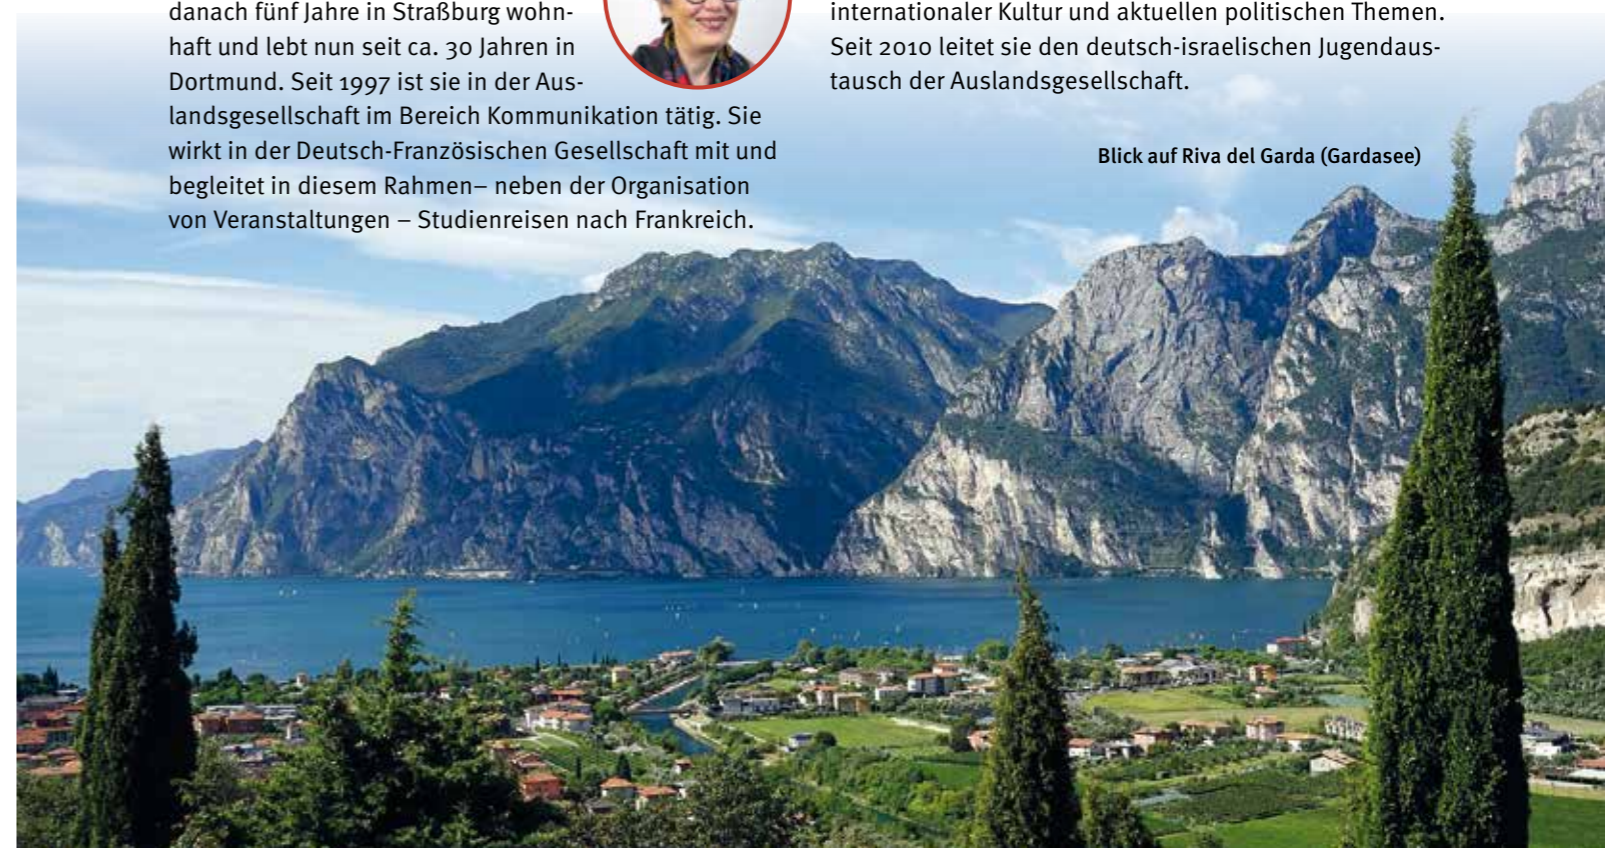 danach fünf Jahre in Straßburg wohn-
haft und lebt nun seit ca. 30 Jahren in
Dortmund. Seit 1997 ist sie in der Aus-
landsgesellschaft im Bereich Kommunikation tätig. Sie
wirkt in der Deutsch-Französischen Gesellschaft mit und
begleitet in diesem Rahmen– neben der Organisation
von Veranstaltungen – Studienreisen nach Frankreich.
internationaler Kultur und aktuellen politischen Themen.
Seit 2010 leitet sie den deutsch-israelischen Jugendaus-
tausch der Auslandsgesellschaft.
Blick auf Riva del Garda (Gardasee)